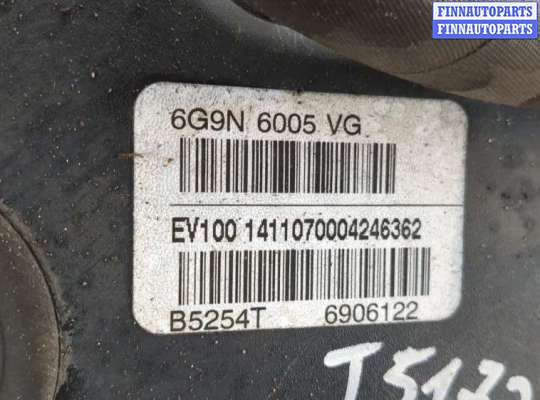 FINNAUTOPARTS
FINNAUTOPARTS
6G9N 6005 VG
EV100 1411070004246362
B5254T 6906122